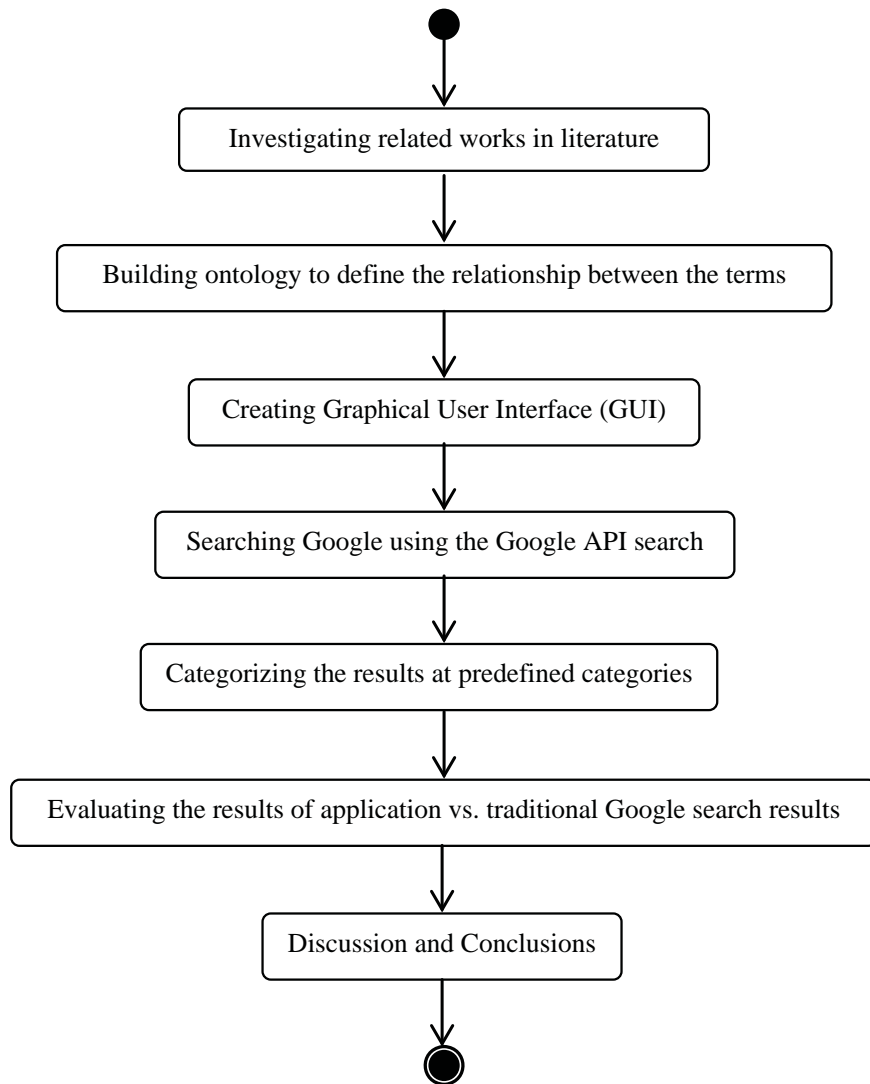 Investigating related works in literature
Building ontology to define the relationship between the terms
Creating Graphical User Interface (GUI)
Searching Google using the Google API search
Categorizing the results at predefined categories
Evaluating the results of application vs. traditional Google search results
Discussion and Conclusions